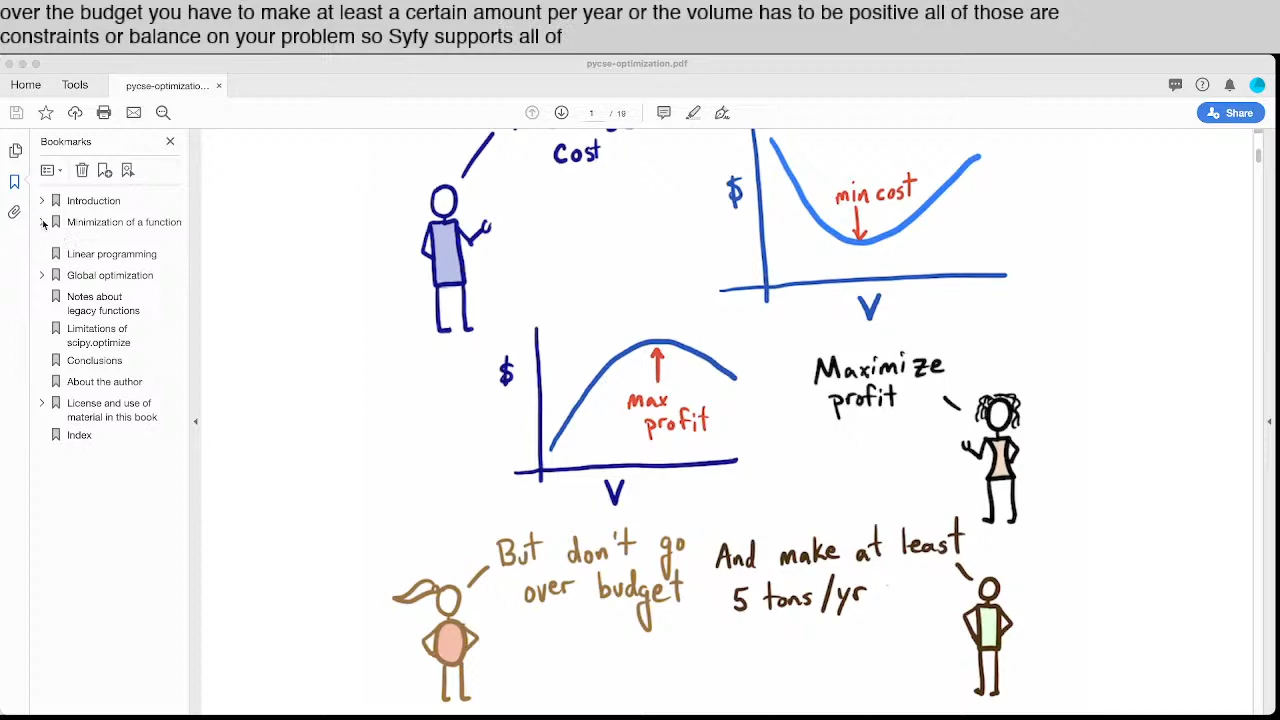 over the budget you have to make at least a certain amount per year or the volume has to be positive all of those are
constraints or balance on your problem so Syfy supports all of
pycse-optimization.pdf
Home
Tools
pycse-optimizatio... ×
Share
1 / 19
Bookmarks
Introduction
Minimization of a function
Linear programming
Global optimization
Notes about
legacy functions
Limitations of
scipy.optimize
Conclusions
About the author
License and use of
material in this book
Index
Cost
$
min cost
V
$
max
profit
V
Maximize
profit
But don't go
over budget
And make at least
5 tons/yr